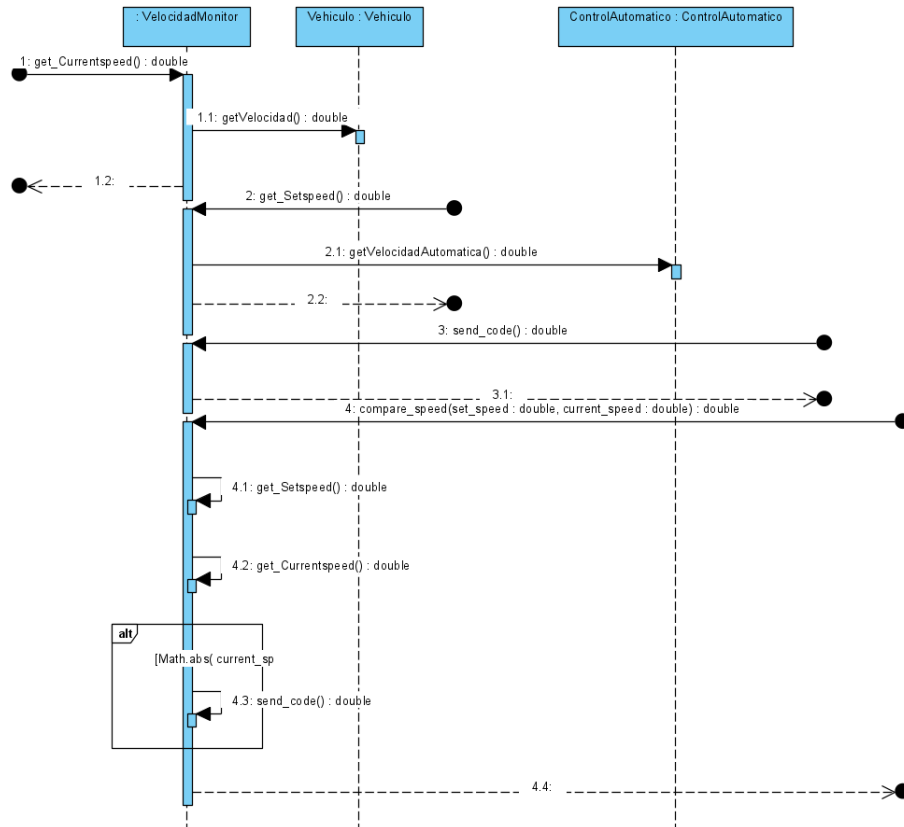 : VelocidadMonitor
Vehiculo : Vehiculo
ControlAutomatico : ControlAutomatico
1: get_Currentspeed() : double
1.1: getVelocidad() : double
1.2:
2: get_Setspeed() : double
2.1: getVelocidadAutomatica() : double
2.2:
3: send_code() : double
3.1:
4: compare_speed(set_speed : double, current_speed : double) : double
4.1: get_Setspeed() : double
4.2: get_Currentspeed() : double
alt
[Math.abs( current_sp
4.3: send_code() : double
4.4: